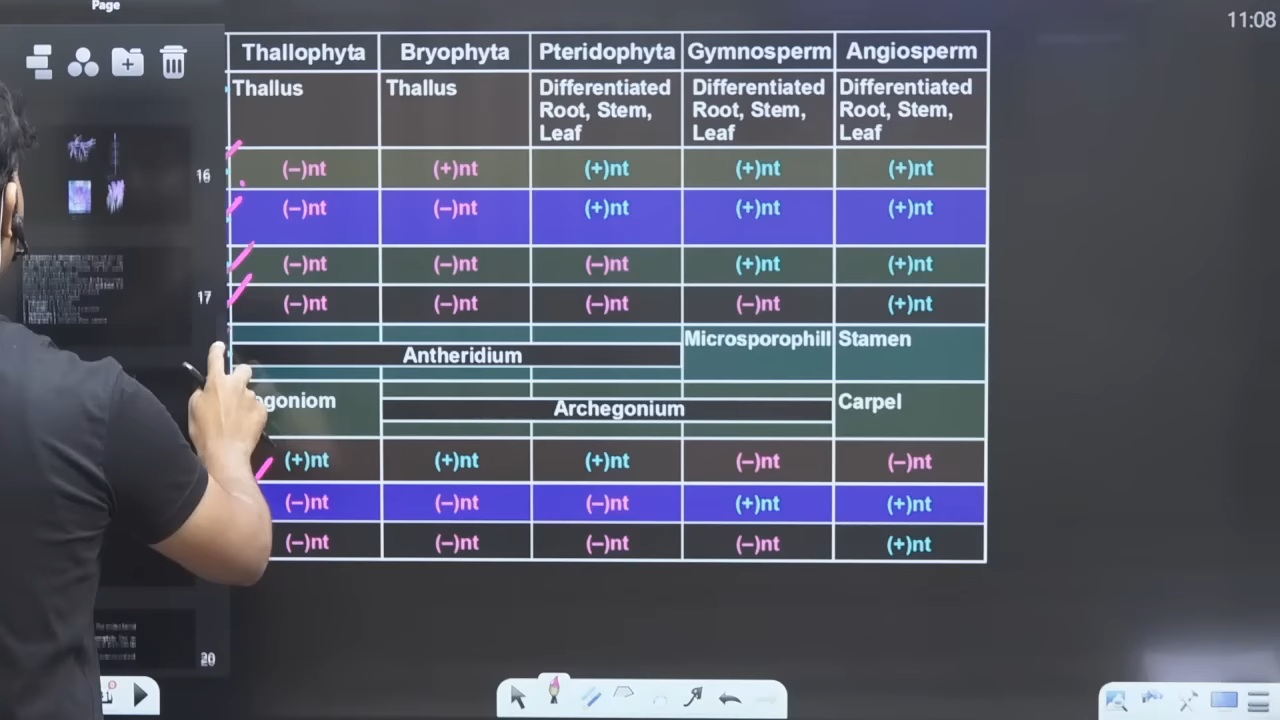 Page
11:08
Thallophyta Bryophyta Pteridophyta Gymnosperm Angiosperm
Thallus Thallus Differentiated Root, Stem, Leaf Differentiated Root, Stem, Leaf Differentiated Root, Stem, Leaf
16
(–)nt (+)nt (+)nt (+)nt (+)nt
(–)nt (–)nt (+)nt (+)nt (+)nt
(–)nt (–)nt (–)nt (+)nt (+)nt
17
(–)nt (–)nt (–)nt (–)nt (+)nt
Antheridium Microsporophill Stamen
goniom Archegonium Carpel
(+)nt (+)nt (+)nt (–)nt (–)nt
(–)nt (–)nt (–)nt (+)nt (+)nt
(–)nt (–)nt (–)nt (–)nt (+)nt
20